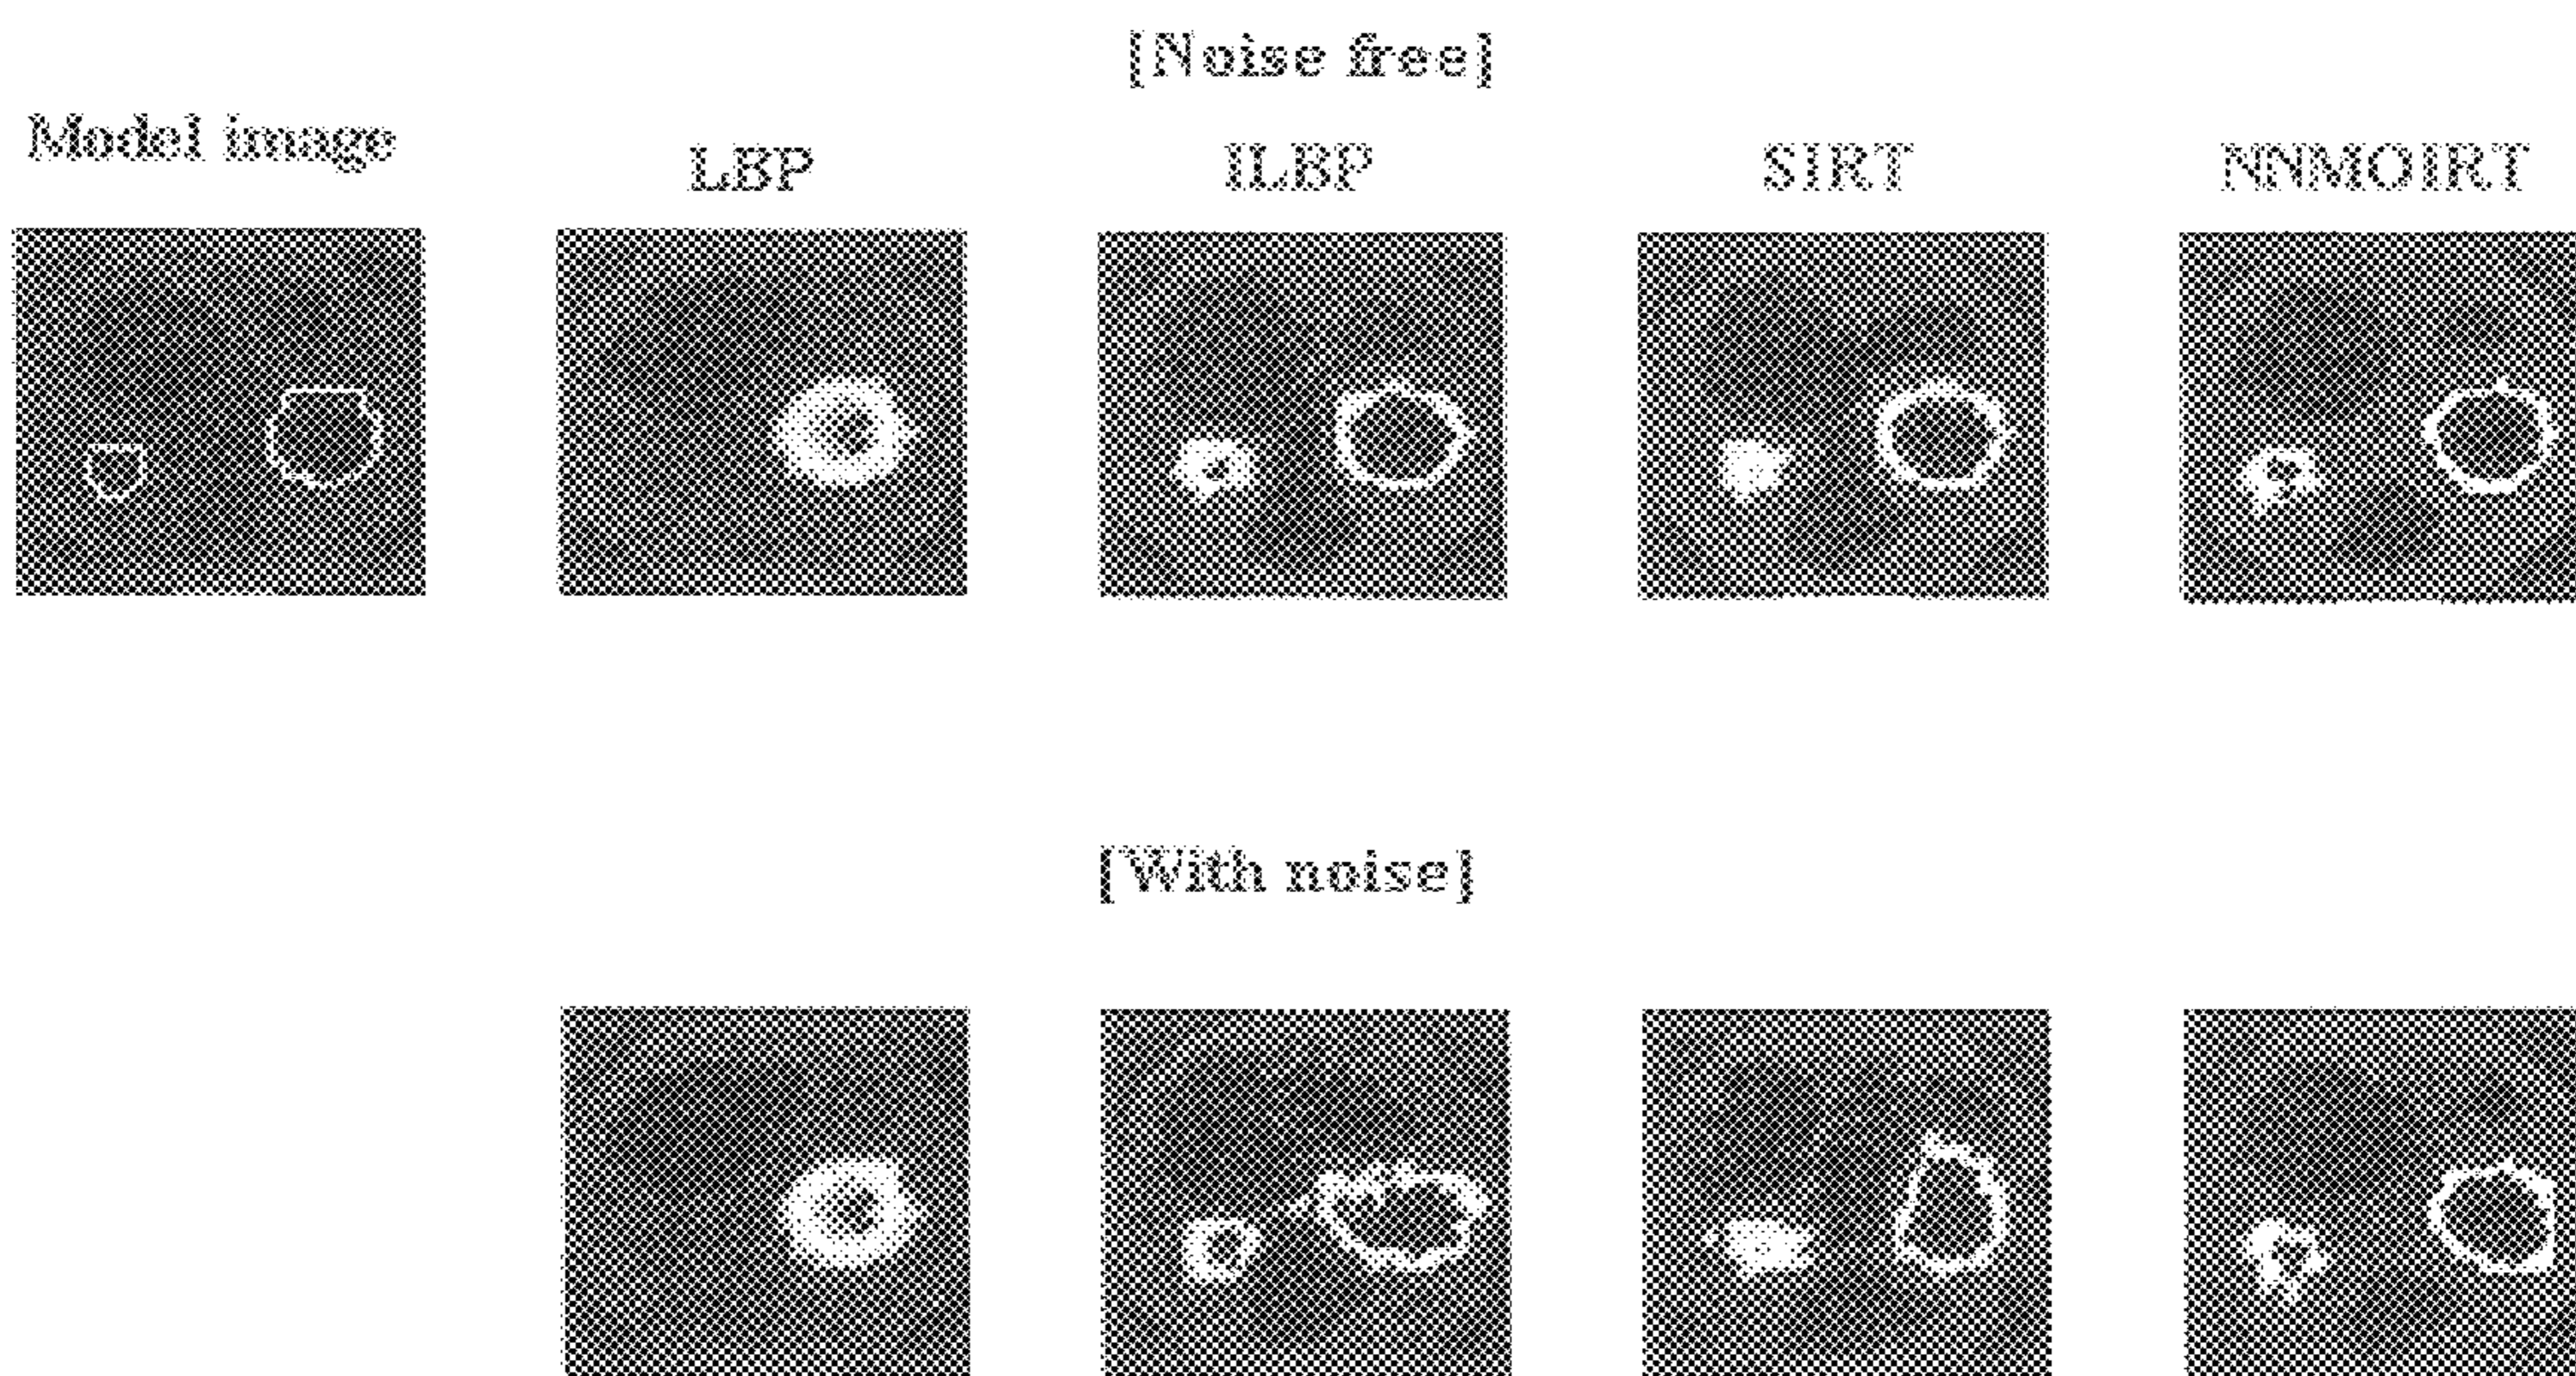 [Noise free]
Model image
LBP
ILBP
SIRT
NNMOIRT
[With noise]